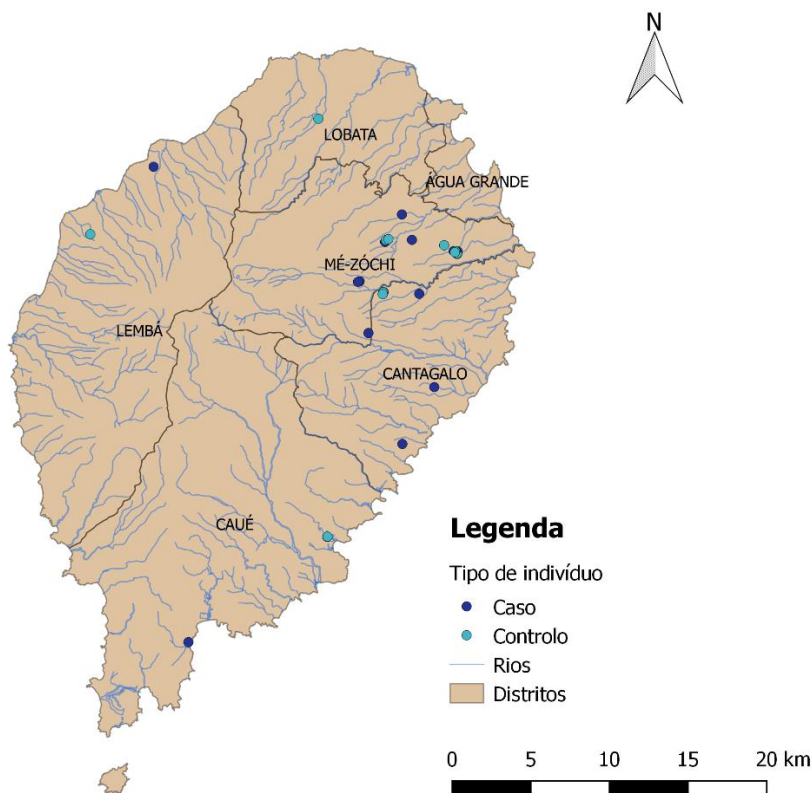 N
LOBATA
ÁGUA GRANDE
MÉ-ZÓCHI
LEMBÁ
CANTAGALO
CAUÉ
Legenda
Tipo de indivíduo
Caso
Controlo
Rios
Distritos
0 5 10 15 20 km